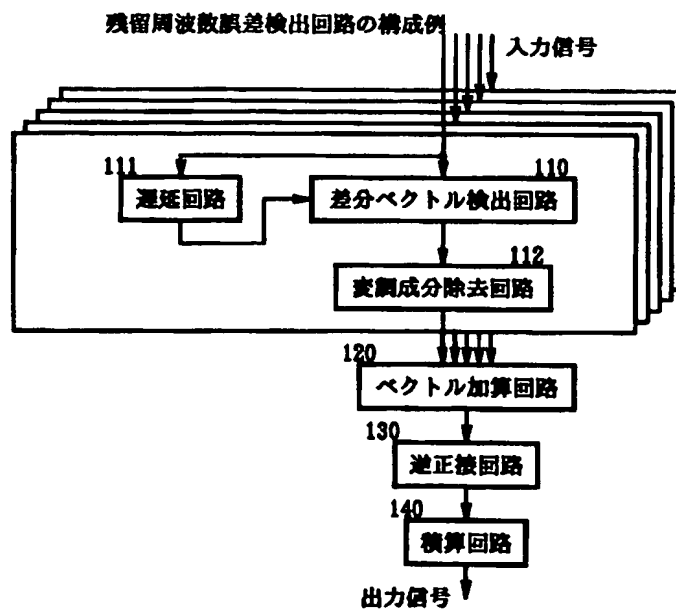 残留周波数誤差検出回路の構成例
入力信号
111
遅延回路
110
差分ベクトル検出回路
112
変調成分除去回路
120
ベクトル加算回路
130
逆正接回路
140
積算回路
出力信号